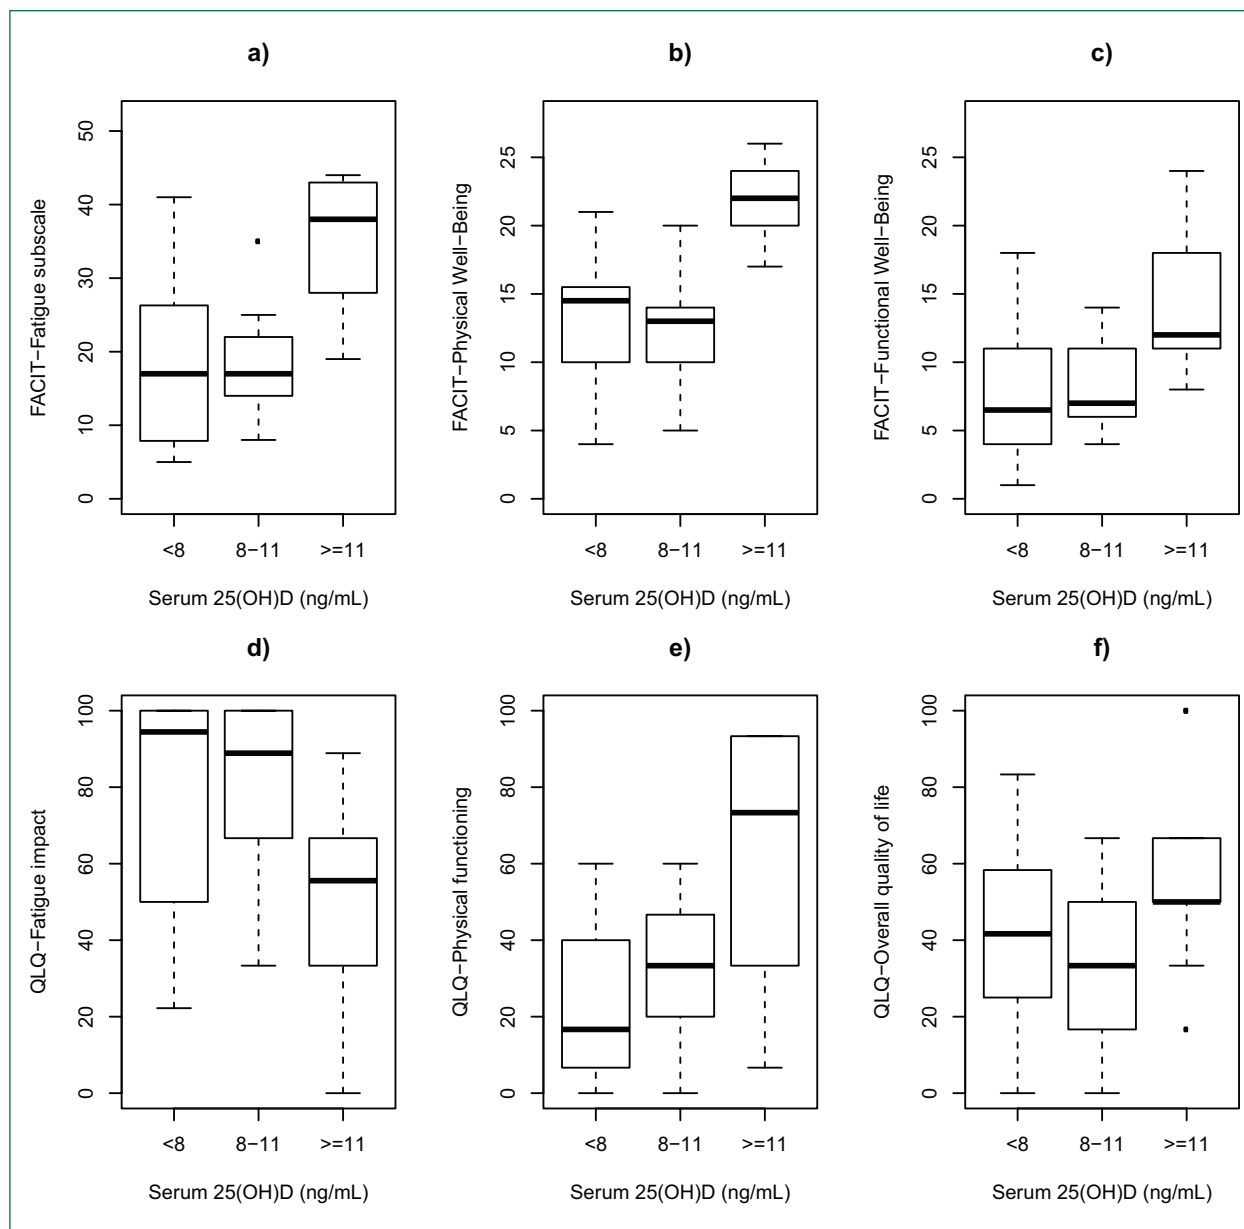 a)
FACIT−Fatigue subscale
50
40
30
20
10
0
<8 8−11 >=11
Serum 25(OH)D (ng/mL)
b)
FACIT−Physical Well−Being
25
20
15
10
5
0
<8 8−11 >=11
Serum 25(OH)D (ng/mL)
c)
FACIT−Functional Well−Being
25
20
15
10
5
0
<8 8−11 >=11
Serum 25(OH)D (ng/mL)
d)
QLQ−Fatigue impact
100
80
60
40
20
0
<8 8−11 >=11
Serum 25(OH)D (ng/mL)
e)
QLQ−Physical functioning
100
80
60
40
20
0
<8 8−11 >=11
Serum 25(OH)D (ng/mL)
f)
QLQ−Overall quality of life
100
80
60
40
20
0
<8 8−11 >=11
Serum 25(OH)D (ng/mL)